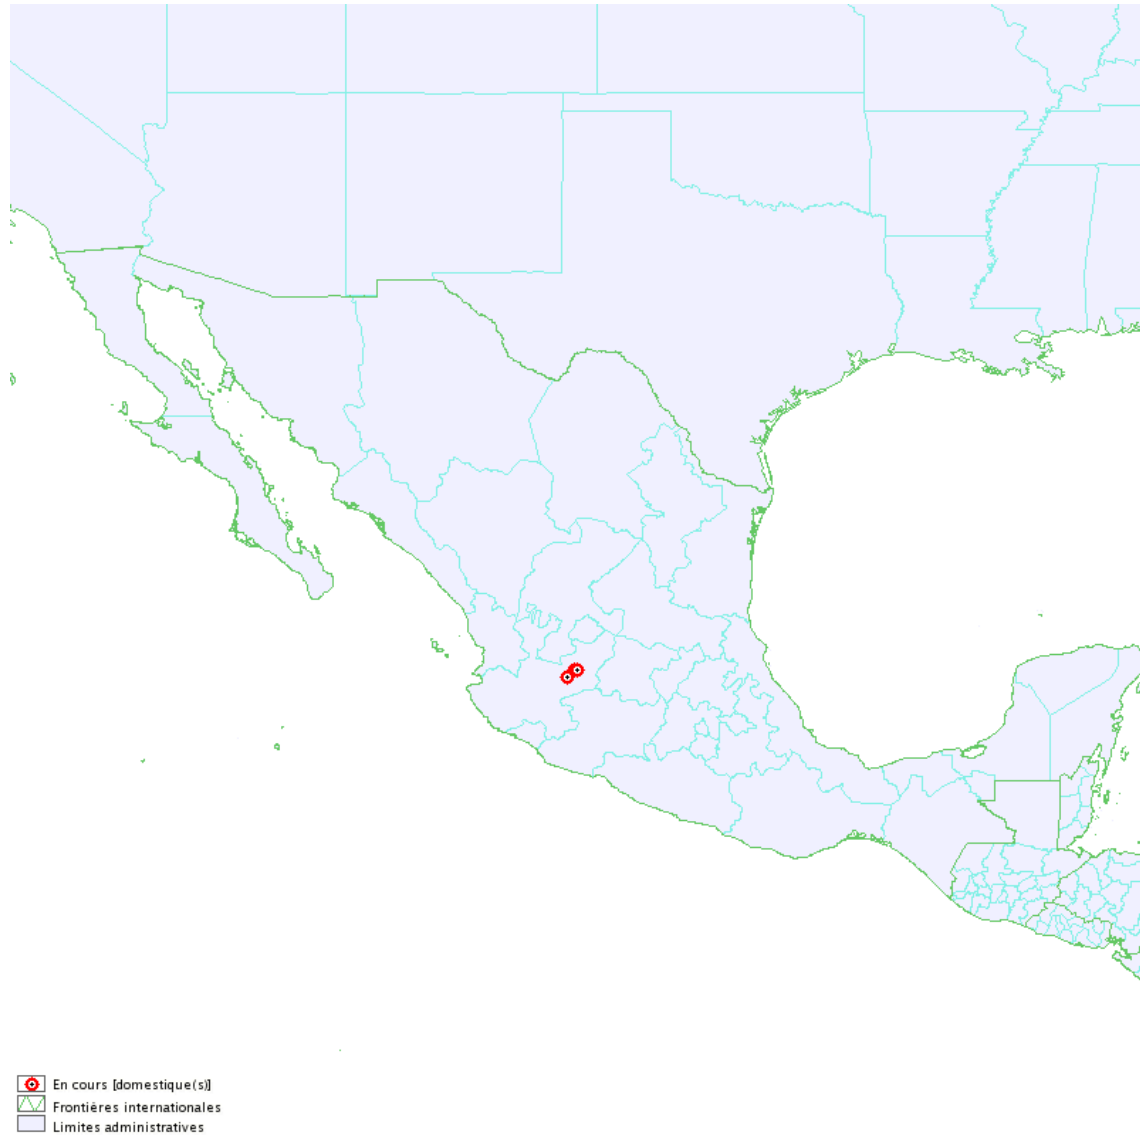 En cours [domestique(s)]
Frontières internationales
Limites administratives